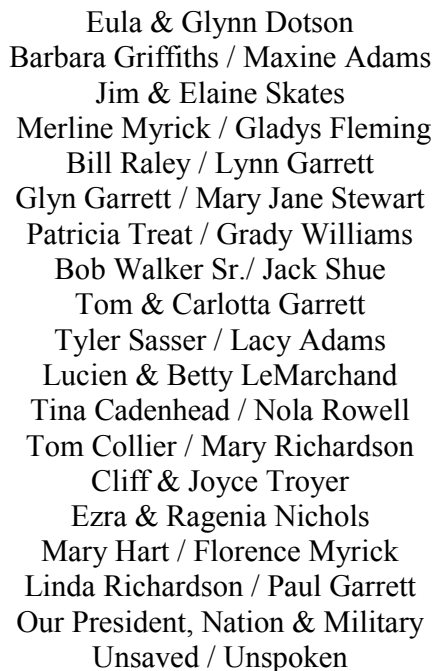 Eula & Glynn Dotson
Barbara Griffiths / Maxine Adams
Jim & Elaine Skates
Merline Myrick / Gladys Fleming
Bill Raley / Lynn Garrett
Glyn Garrett / Mary Jane Stewart
Patricia Treat / Grady Williams
Bob Walker Sr./ Jack Shue
Tom & Carlotta Garrett
Tyler Sasser / Lacy Adams
Lucien & Betty LeMarchand
Tina Cadenhead / Nola Rowell
Tom Collier / Mary Richardson
Cliff & Joyce Troyer
Ezra & Ragenia Nichols
Mary Hart / Florence Myrick
Linda Richardson / Paul Garrett
Our President, Nation & Military
Unsaved / Unspoken